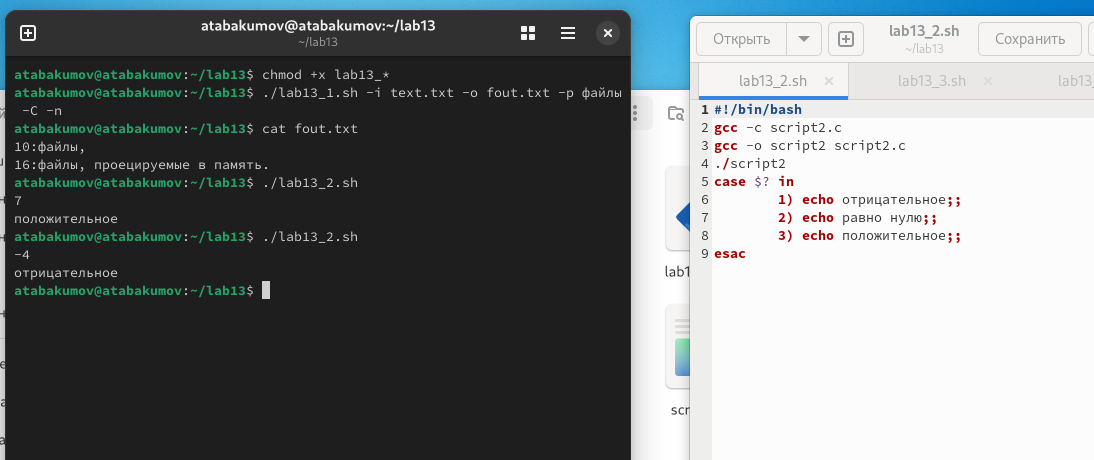 atabakumov@atabakumov:~/lab13
~/lab13
atabakumov@atabakumov:~/lab13$ chmod +x lab13_*
atabakumov@atabakumov:~/lab13$ ./lab13_1.sh -i text.txt -o fout.txt -p файлы
-C -n
atabakumov@atabakumov:~/lab13$ cat fout.txt
10:файлы,
16:файлы, проецируемые в память.
atabakumov@atabakumov:~/lab13$ ./lab13_2.sh
7
положительное
atabakumov@atabakumov:~/lab13$ ./lab13_2.sh
-4
отрицательное
atabakumov@atabakumov:~/lab13$
Открыть
lab13_2.sh
~/lab13
Сохранить
lab13_2.sh
lab13_3.sh
lab13
1 #!/bin/bash
2 gcc -c script2.c
3 gcc -o script2 script2.c
4 ./script2
5 case $? in
6 1) echo отрицательное;;
7 2) echo равно нулю;;
8 3) echo положительное;;
9 esac